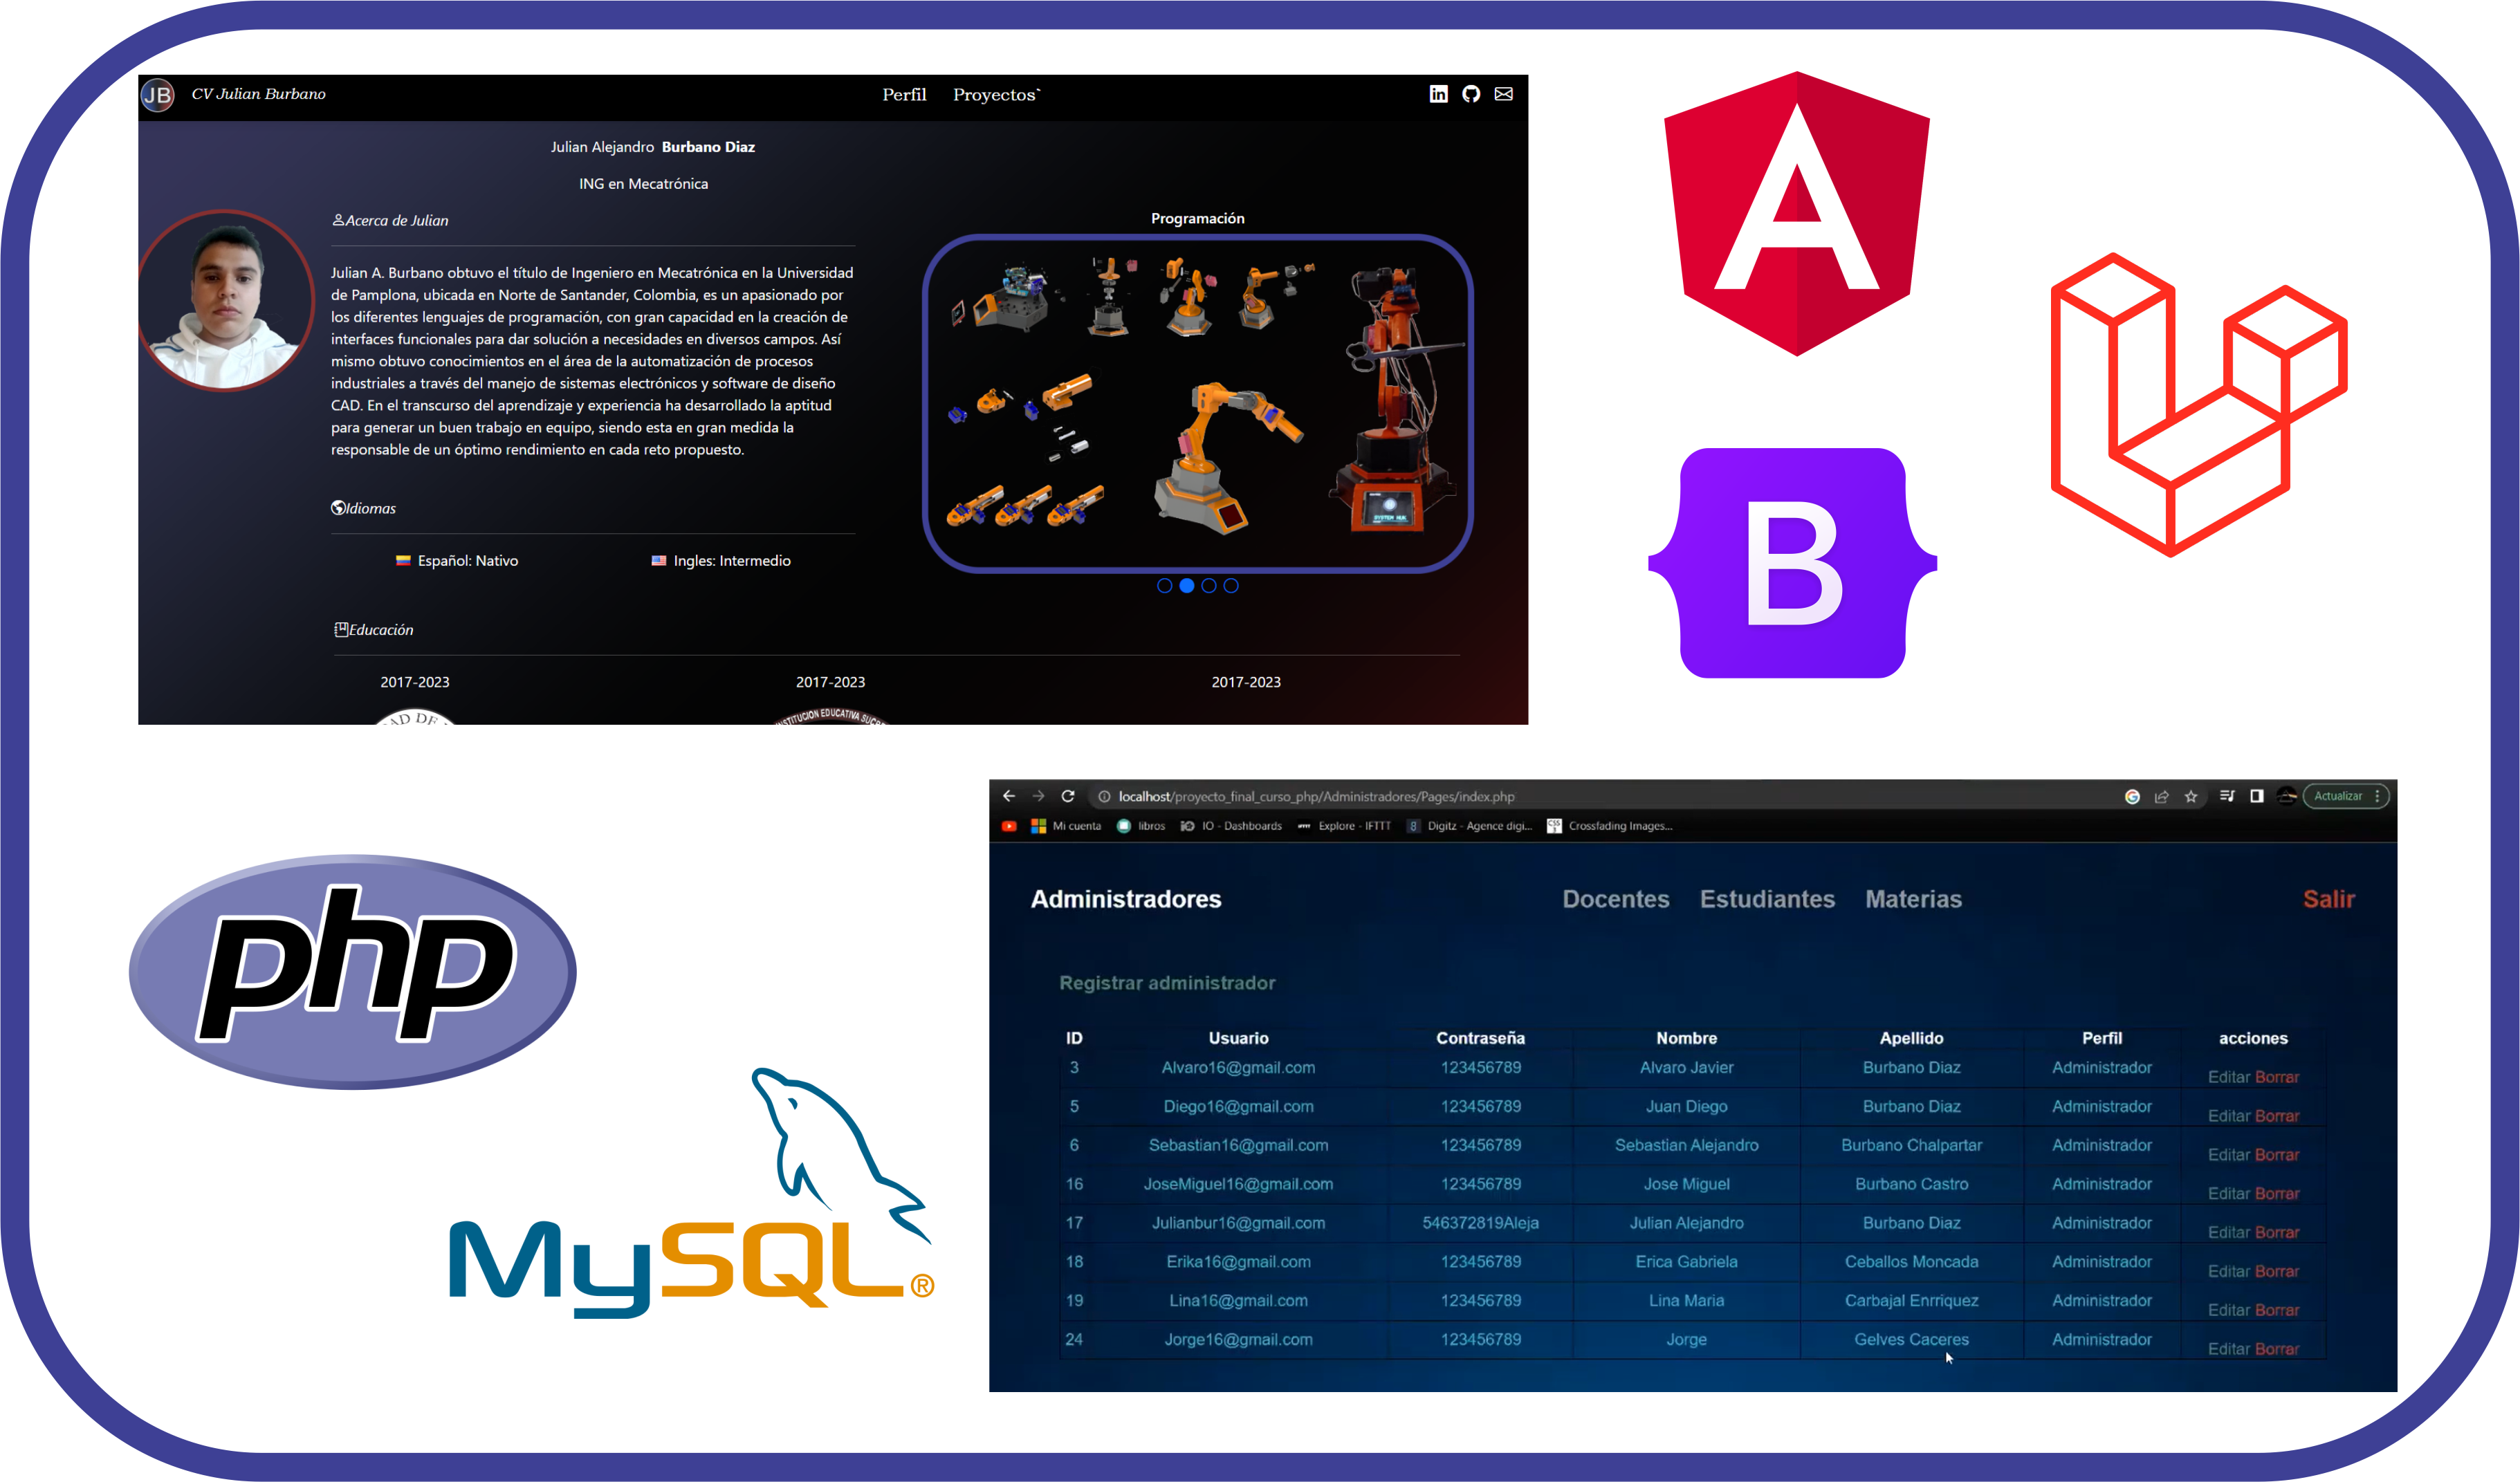 JB CV Julian Burbano Perfil Proyectos`
Julian Alejandro Burbano Diaz
ING en Mecatrónica
Acerca de Julian
Julian A. Burbano obtuvo el título de Ingeniero en Mecatrónica en la Universidad
de Pamplona, ubicada en Norte de Santander, Colombia, es un apasionado por
los diferentes lenguajes de programación, con gran capacidad en la creación de
interfaces funcionales para dar solución a necesidades en diversos campos. Así
mismo obtuvo conocimientos en el área de la automatización de procesos
industriales a través del manejo de sistemas electrónicos y software de diseño
CAD. En el transcurso del aprendizaje y experiencia ha desarrollado la aptitud
para generar un buen trabajo en equipo, siendo esta en gran medida la
responsable de un óptimo rendimiento en cada reto propuesto.
Idiomas
Español: Nativo Ingles: Intermedio
Programación
Educación
2017-2023 2017-2023 2017-2023
INSTITUCION EDUCATIVA
A
B
php
MySQL®
localhost/proyecto_final_curso_php/Administradores/Pages/index.php Actualizar
Mi cuenta libros IO - Dashboards Explore - IFTTT Digitz - Agence digi... Crossfading Images...
Administradores Docentes Estudiantes Materias Salir
Registrar administrador
ID Usuario Contraseña Nombre Apellido Perfil acciones
3 Alvaro16@gmail.com 123456789 Alvaro Javier Burbano Diaz Administrador Editar Borrar
5 Diego16@gmail.com 123456789 Juan Diego Burbano Diaz Administrador Editar Borrar
6 Sebastian16@gmail.com 123456789 Sebastian Alejandro Burbano Chalpartar Administrador Editar Borrar
16 JoseMiguel16@gmail.com 123456789 Jose Miguel Burbano Castro Administrador Editar Borrar
17 Julianbur16@gmail.com 546372819Aleja Julian Alejandro Burbano Diaz Administrador Editar Borrar
18 Erika16@gmail.com 123456789 Erica Gabriela Ceballos Moncada Administrador Editar Borrar
19 Lina16@gmail.com 123456789 Lina Maria Carbajal Enrriquez Administrador Editar Borrar
24 Jorge16@gmail.com 123456789 Jorge Gelves Caceres Administrador Editar Borrar